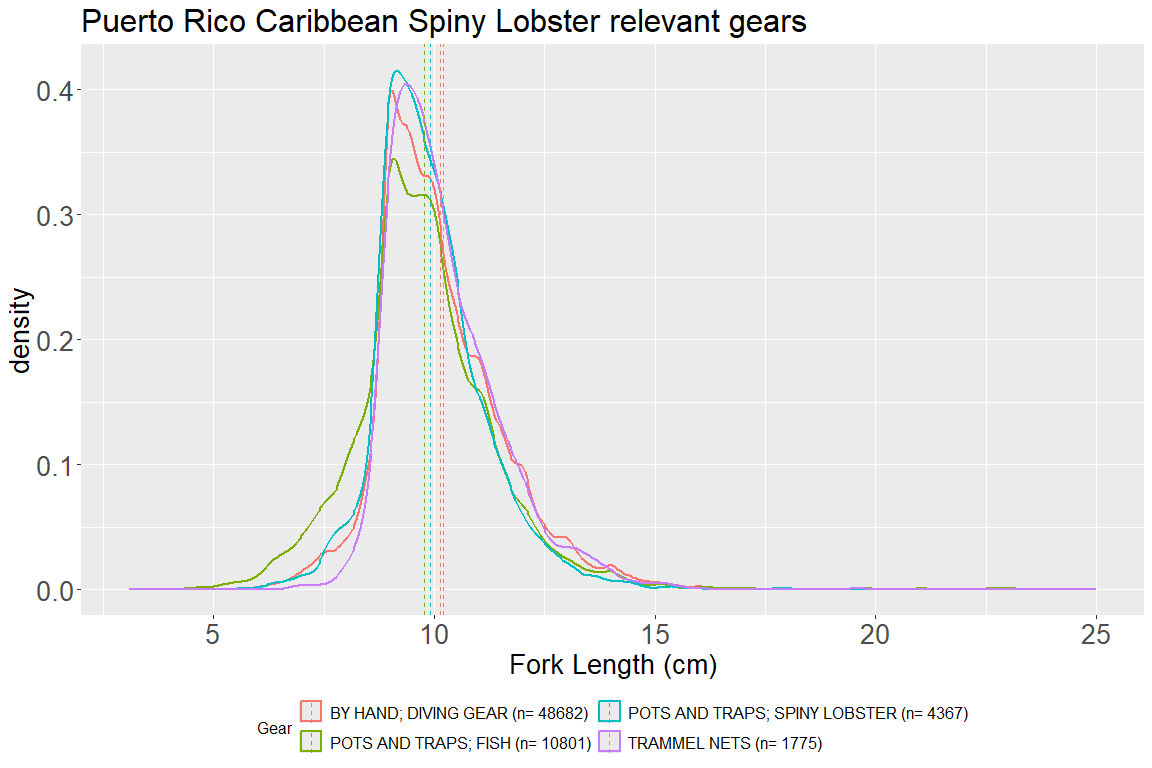 Puerto Rico Caribbean Spiny Lobster relevant gears
0.4
0.3
0.2
0.1
0.0
density
5 10 15 20 25
Fork Length (cm)
Gear
BY HAND; DIVING GEAR (n= 48682)
POTS AND TRAPS; SPINY LOBSTER (n= 4367)
POTS AND TRAPS; FISH (n= 10801)
TRAMMEL NETS (n= 1775)